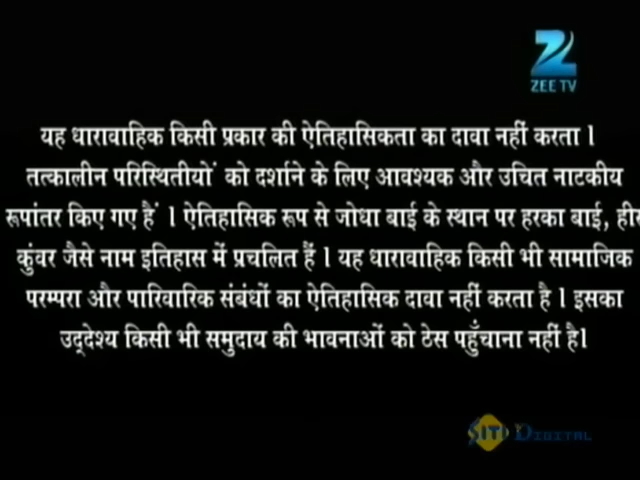 ZEE TV
यह धारावाहिक किसी प्रकार की ऐतिहासिकता का दावा नहीं करता ।
तत्कालीन परिस्थितीयों को दर्शाने के लिए आवश्यक और उचित नाटकीय
रूपांतर किए गए हैं । ऐतिहासिक रूप से जोधा बाई के स्थान पर हरका बाई,
कुंवर जैसे नाम इतिहास में प्रचलित हैं । यह धारावाहिक किसी भी सामाजिक
परम्परा और पारिवारिक संबंधों का ऐतिहासिक दावा नहीं करता है । इसका
उद्देश्य किसी भी समुदाय की भावनाओं को ठेस पहुँचाना नहीं है।
SITI DIGITAL